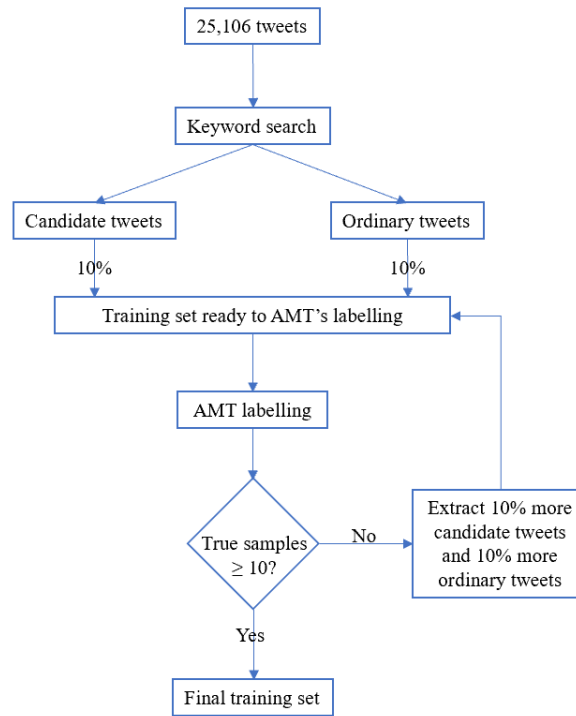 25,106 tweets
Keyword search
Candidate tweets
Ordinary tweets
10%
10%
Training set ready to AMT's labelling
AMT labelling
True samples
≥ 10?
No
Extract 10% more
candidate tweets
and 10% more
ordinary tweets
Yes
Final training set